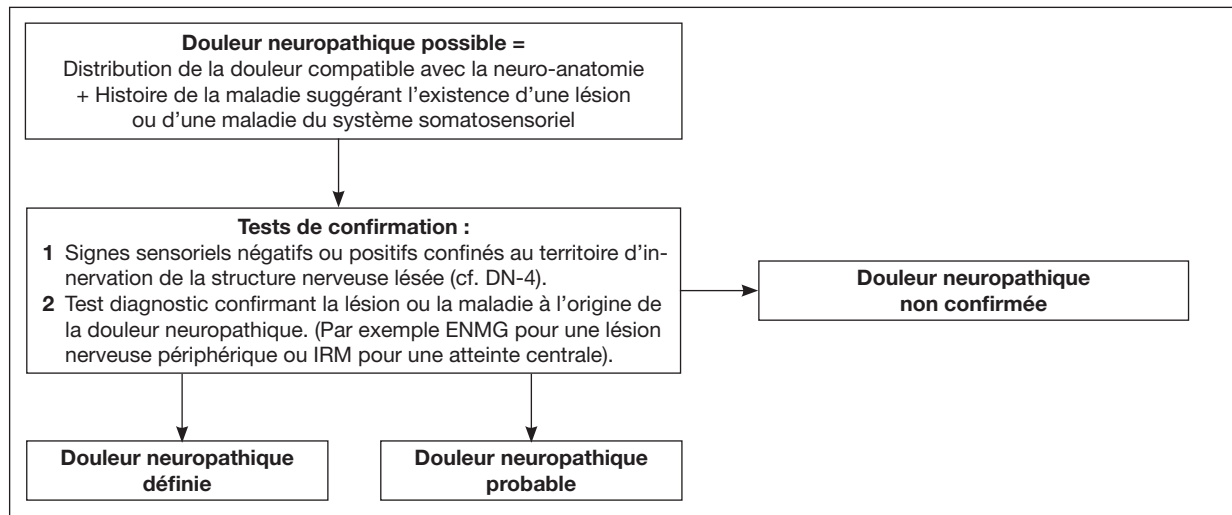 Douleur neuropathique possible =
Distribution de la douleur compatible avec la neuro-anatomie
+ Histoire de la maladie suggérant l'existence d'une lésion
ou d'une maladie du système somatosensoriel
Tests de confirmation :
1 Signes sensoriels négatifs ou positifs confinés au territoire d'in-
nervation de la structure nerveuse lésée (cf. DN-4).
2 Test diagnostic confirmant la lésion ou la maladie à l'origine de
la douleur neuropathique. (Par exemple ENMG pour une lésion
nerveuse périphérique ou IRM pour une atteinte centrale).
Douleur neuropathique
non confirmée
Douleur neuropathique
définie
Douleur neuropathique
probable